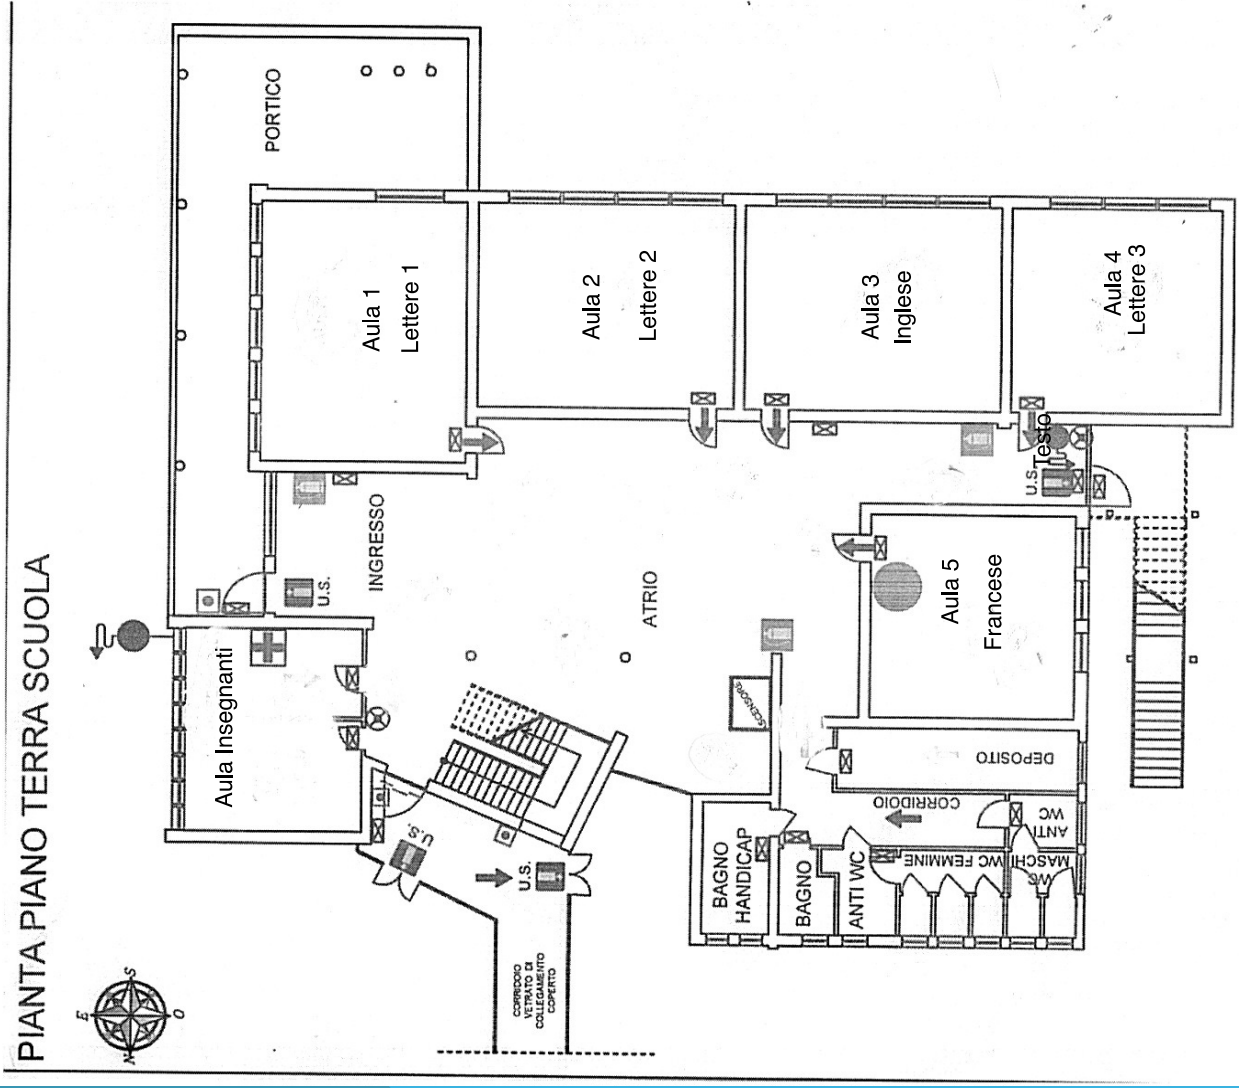 PIANTA PIANO TERRA SCUOLA
PORTICO
Aula 1
Lettere 1
Aula 2
Lettere 2
Aula 3
Inglese
Aula 4
Lettere 3
Testo
U.S.
INGRESSO
U.S.
ATRIO
Aula 5
Francese
Aula Insegnanti
ASCENSORE
DEPOSITO
CORRIDOIO
ANTI
WC
WC FEMMINE
MASCHI
WC
BAGNO
HANDICAP
BAGNO
ANTI WC
U.S.
U.S.
CORRIDOIO
VETRATO DI
COLLEGAMENTO
COPERTO
N
E
S
O